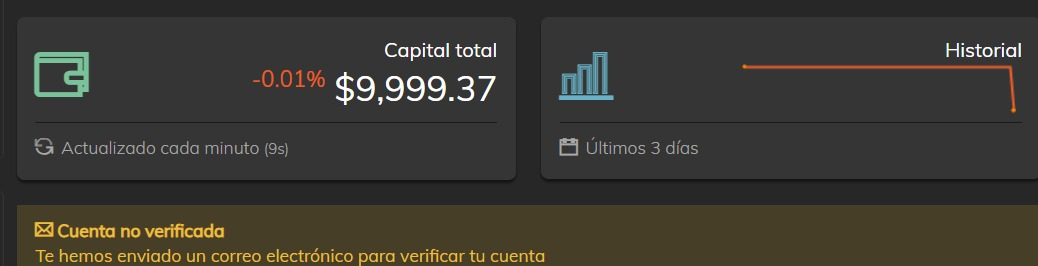 Capital total
-0.01% $9,999.37
Actualizado cada minuto (9s)
Historial
Últimos 3 días
Cuenta no verificada
Te hemos enviado un correo electrónico para verificar tu cuenta